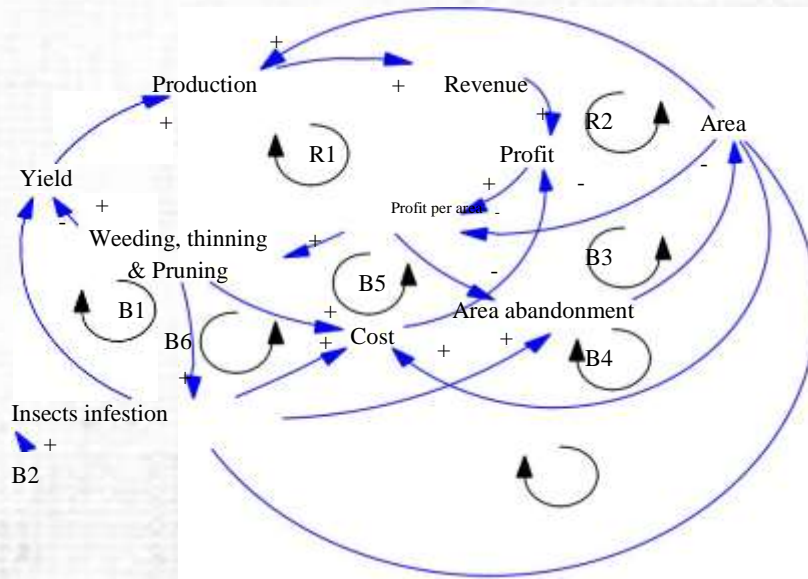 +
Production
+
Revenue
+
+
R2
Area
R1
Profit
Yield
+
-
-
+
Profit per area
-
-
Weeding, thinning
& Pruning
+
B3
B5
-
B1
+
Area abandonment
B6
+
Cost
+
+
B4
+
Insects infestion
+
B2